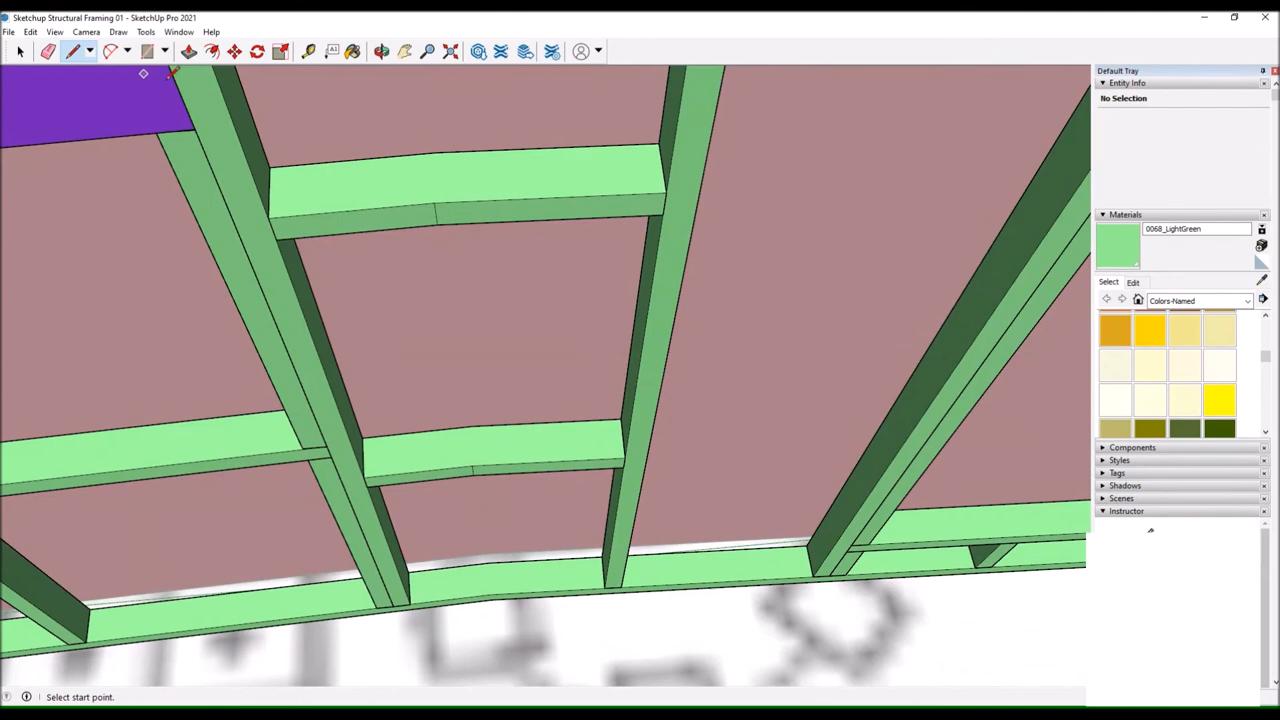 Sketchup Structural Framing 01 - SketchUp Pro 2021
File Edit View Camera Draw Tools Window Help
Default Tray
Entity Info
No Selection
Materials
0068_LightGreen
Select Edit
Colors-Named
Components
Styles
Tags
Shadows
Scenes
Instructor
Select start point.